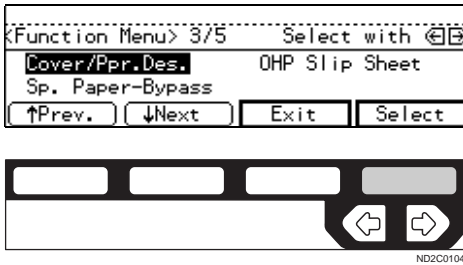 <Function Menu> 3/5 Select with ←→
Cover/Ppr.Des. OHP Slip Sheet
Sp. Paper-Bypass
↑Prev. ↓Next Exit Select
ND2C0104